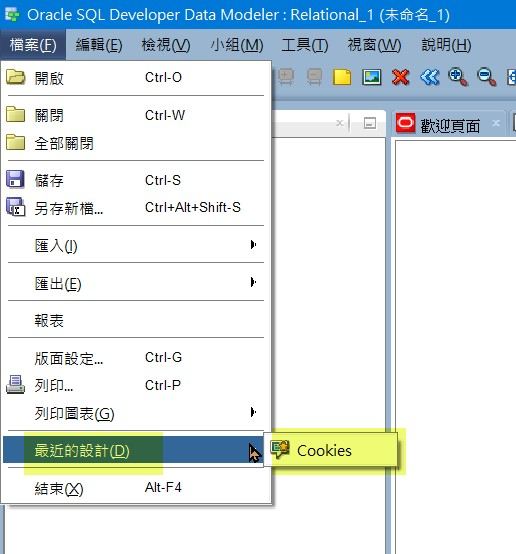 Oracle SQL Developer Data Modeler : Relational_1 (未命名_1)
檔案(F) 編輯(E) 檢視(V) 小組(M) 工具(T) 視窗(W) 說明(H)
開啟 Ctrl-O
關閉 Ctrl-W
全部關閉
歡迎頁面
儲存 Ctrl-S
另存新檔... Ctrl+Alt+Shift-S
匯入(I)
匯出(E)
報表
版面設定... Ctrl-G
列印... Ctrl-P
列印圖表(G)
最近的設計(D) Cookies
結束(X) Alt-F4